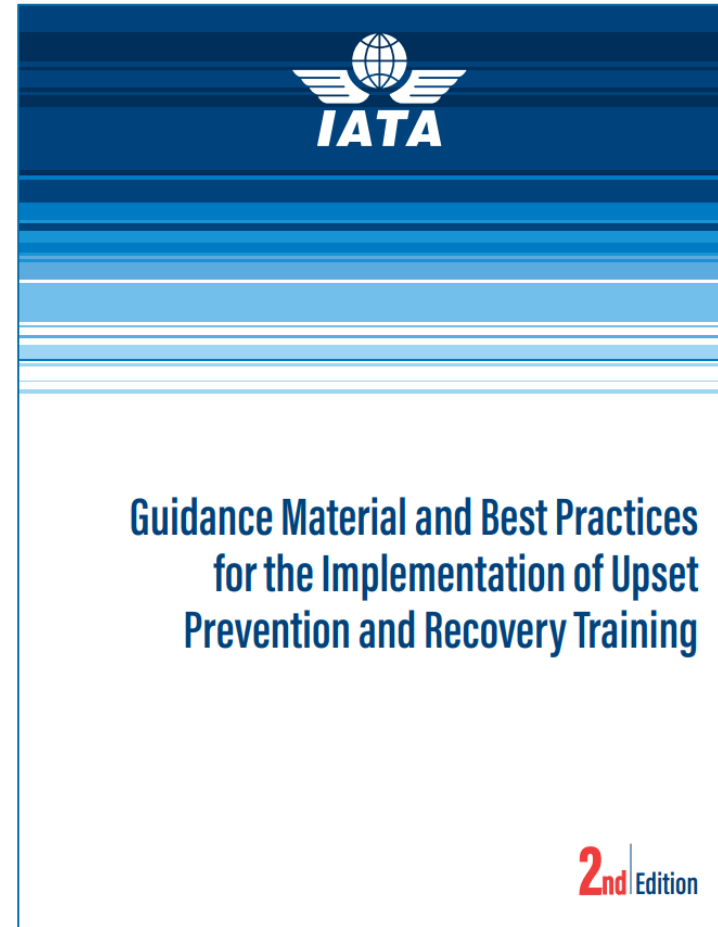 IATA
Guidance Material and Best Practices
for the Implementation of Upset
Prevention and Recovery Training
2nd Edition